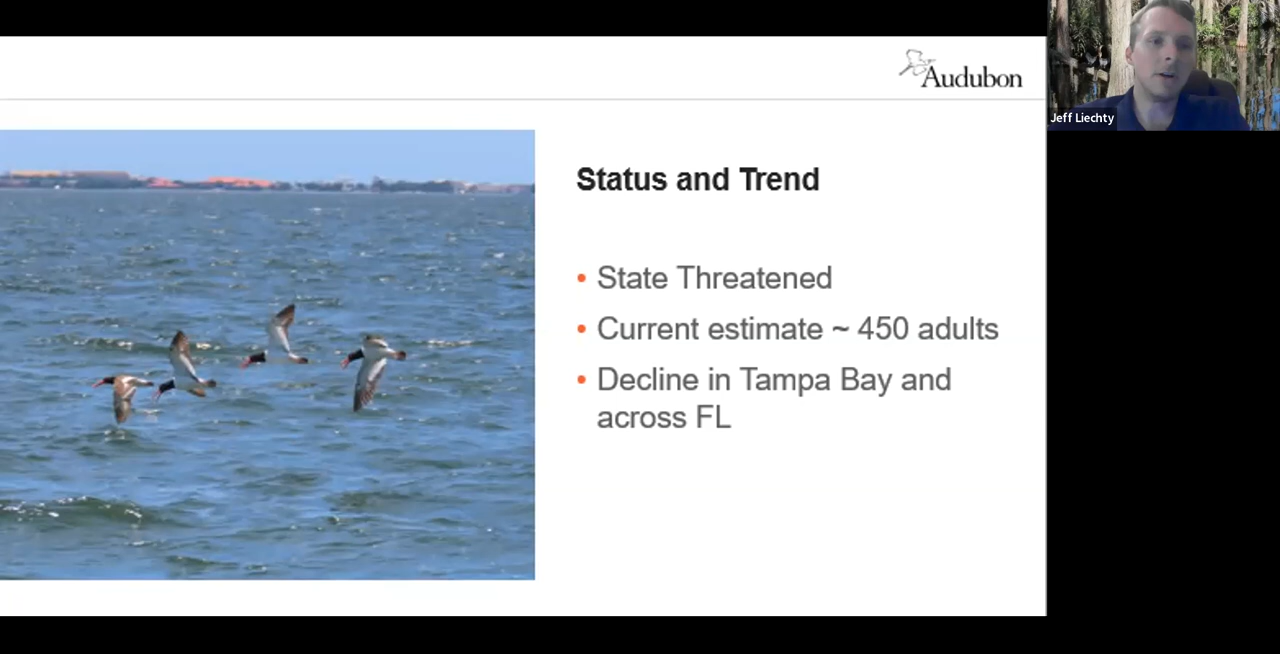 Audubon
Jeff Liechty
Status and Trend
• State Threatened
• Current estimate ~ 450 adults
• Decline in Tampa Bay and
across FL